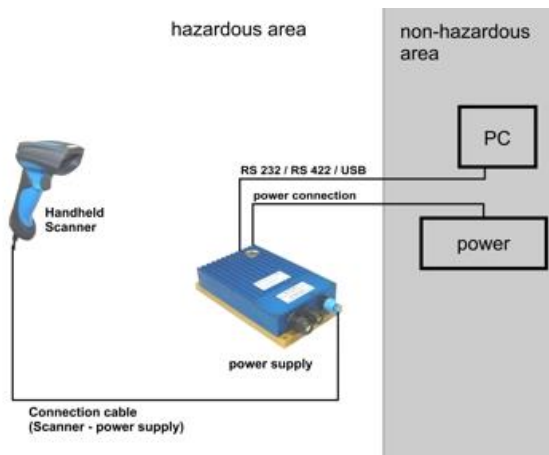 hazardous area
non-hazardous
area
PC
RS 232 / RS 422 / USB
power connection
Handheld
Scanner
power
power supply
Connection cable
(Scanner - power supply)